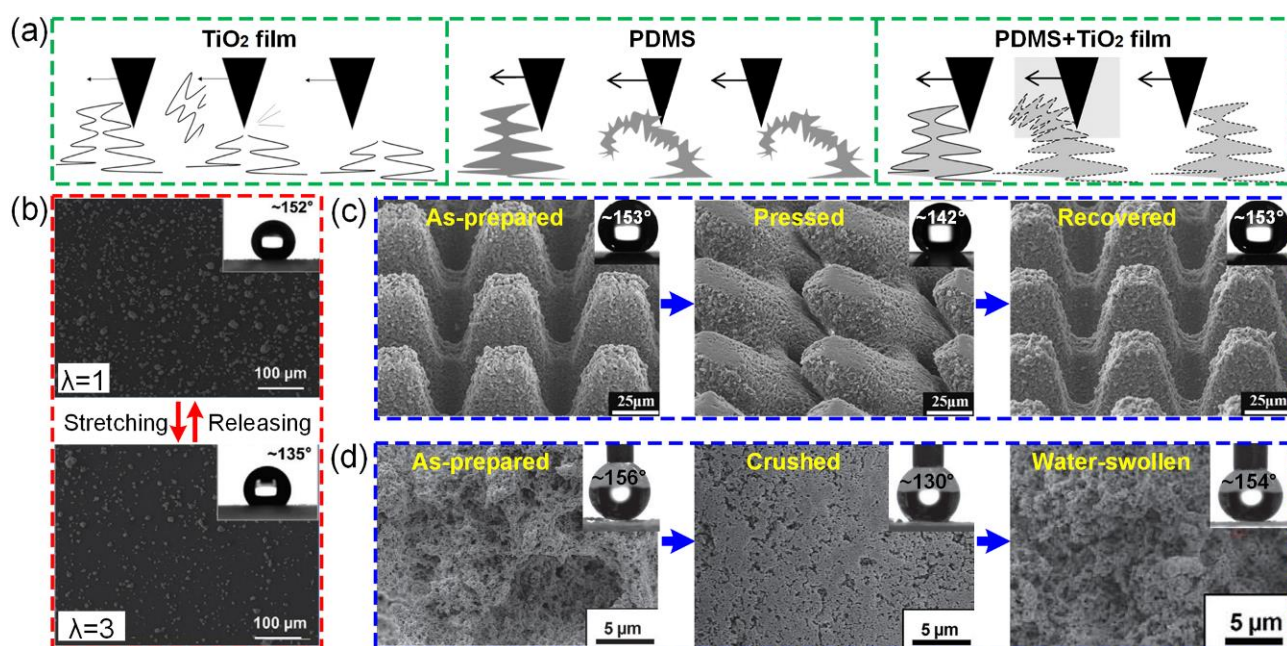 (a)
TiO₂ film
PDMS
PDMS+TiO₂ film
(b)
~152°
λ=1
100 µm
Stretching
Releasing
~135°
λ=3
100 µm
(c)
As-prepared
~153°
25µm
Pressed
~142°
25µm
Recovered
~153°
25µm
(d)
As-prepared
~156°
5 µm
Crushed
~130°
5 µm
Water-swollen
~154°
5 µm